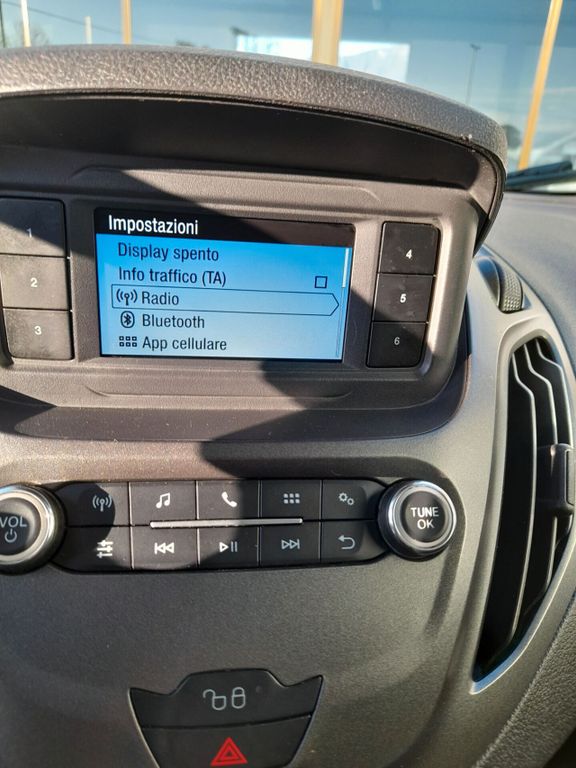 Impostazioni
Display spento
Info traffico (TA)
Radio
Bluetooth
App cellulare
1
2
3
4
5
6
VOL
TUNE
OK